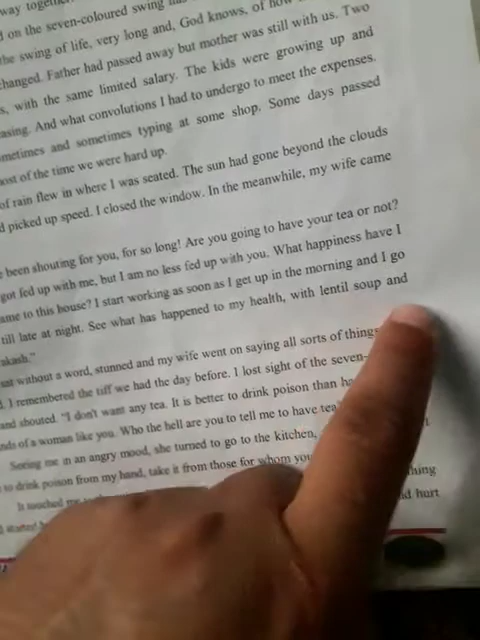 way together
on the seven-coloured swing
the swing of life, very long and, God knows, of how
changed. Father had passed away but mother was still with us. Two
s, with the same limited salary. The kids were growing up and
asing. And what convolutions I had to undergo to meet the expenses.
metimes and sometimes typing at some shop. Some days passed
ost of the time we were hard up.
of rain flew in where I was seated. The sun had gone beyond the clouds
d picked up speed. I closed the window. In the meanwhile, my wife came
been shouting for you, for so long! Are you going to have your tea or not?
got fed up with me, but I am no less fed up with you. What happiness have I
ame to this house? I start working as soon as I get up in the morning and I go
till late at night. See what has happened to my health, with lentil soup and
akash."
sat without a word, stunned and my wife went on saying all sorts of things
I remembered the tiff we had the day before. I lost sight of the seven-
and shouted. "I don't want any tea. It is better to drink poison than ha
nds of a woman like you. Who the hell are you to tell me to have tea
Seeing me in an angry mood, she turned to go to the kitchen,
to drink poison from my hand, take it from those for whom you
It touched me hing
started d hurt